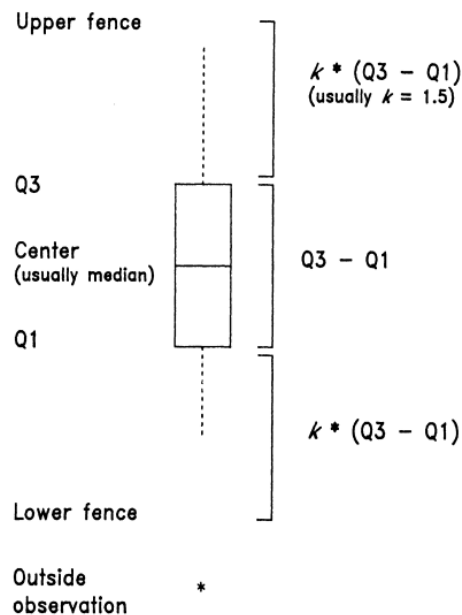 Upper fence
k * (Q3 – Q1)
(usually k = 1.5)
Q3
Center
(usually median)
Q3 – Q1
Q1
k * (Q3 – Q1)
Lower fence
Outside
observation
*